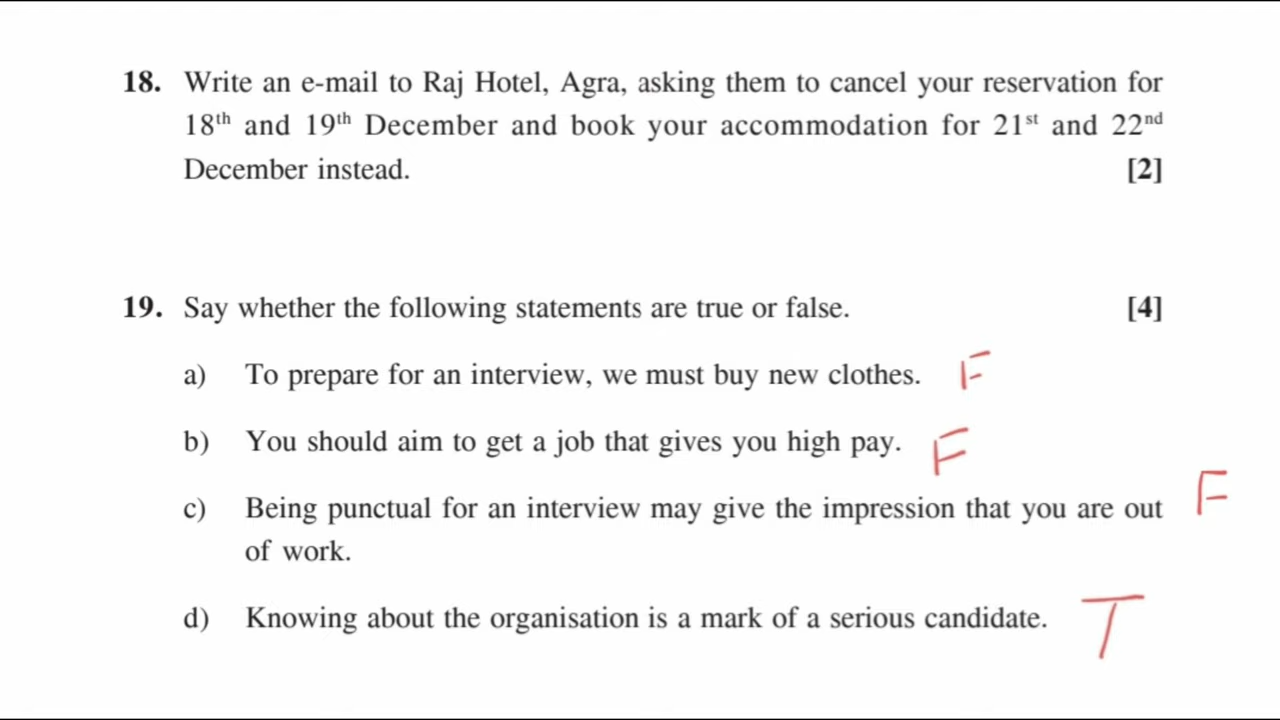 18. Write an e-mail to Raj Hotel, Agra, asking them to cancel your reservation for
18th and 19th December and book your accommodation for 21st and 22nd
December instead. [2]
19. Say whether the following statements are true or false. [4]
a) To prepare for an interview, we must buy new clothes. F
b) You should aim to get a job that gives you high pay. F
c) Being punctual for an interview may give the impression that you are out F
of work.
d) Knowing about the organisation is a mark of a serious candidate. T